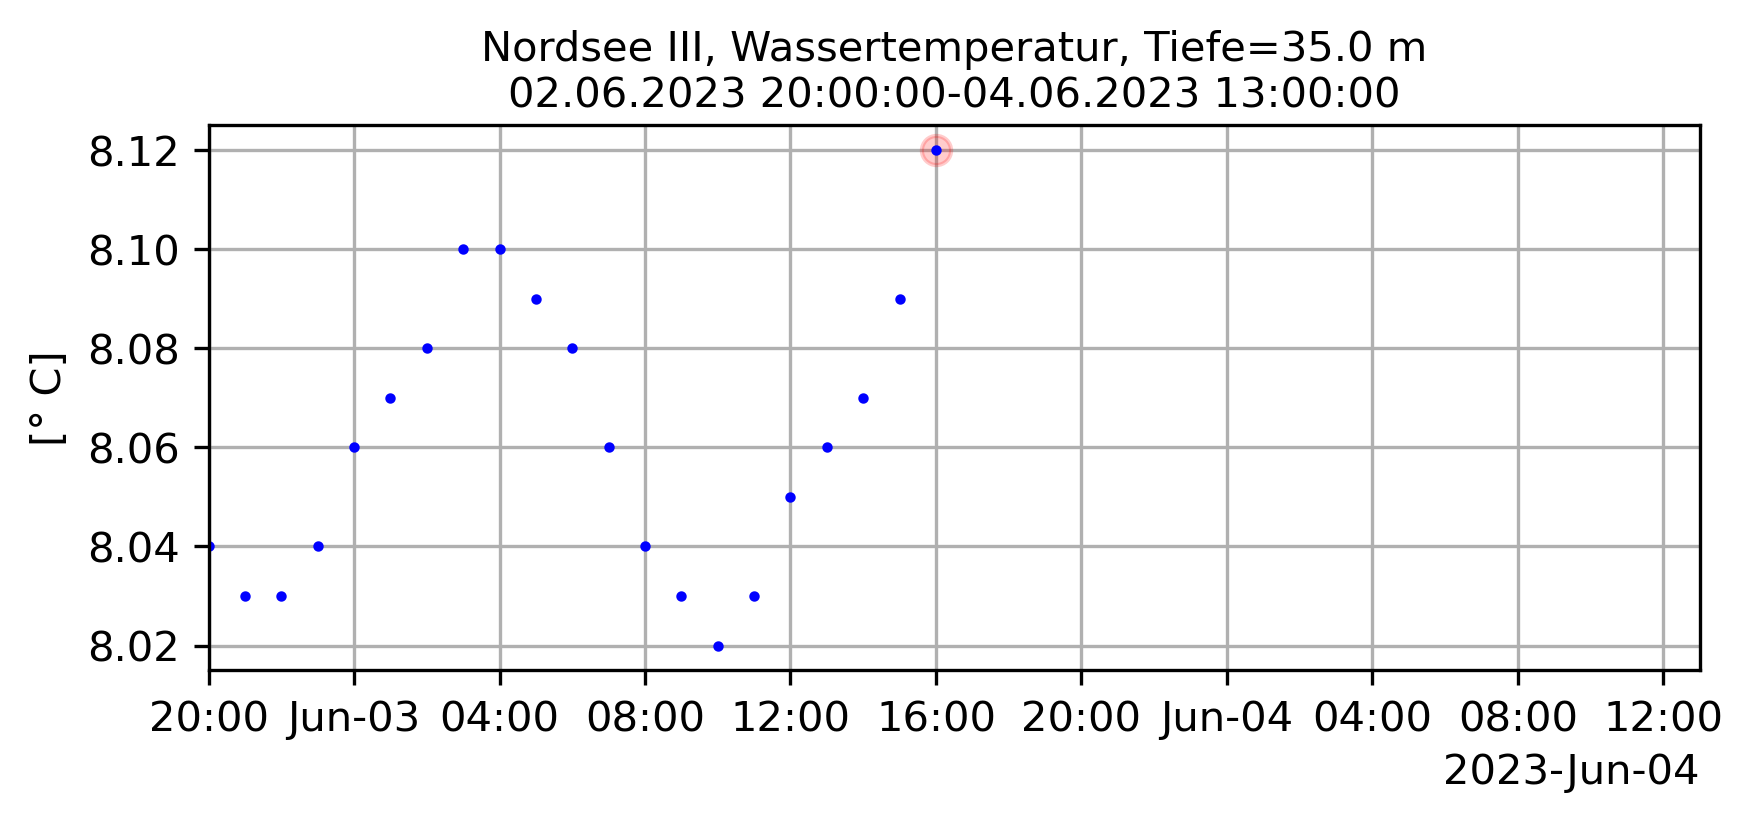 Nordsee III, Wassertemperatur, Tiefe=35.0 m
02.06.2023 20:00:00-04.06.2023 13:00:00
[° C]
8.12
8.10
8.08
8.06
8.04
8.02
20:00 Jun-03 04:00 08:00 12:00 16:00 20:00 Jun-04 04:00 08:00 12:00
2023-Jun-04